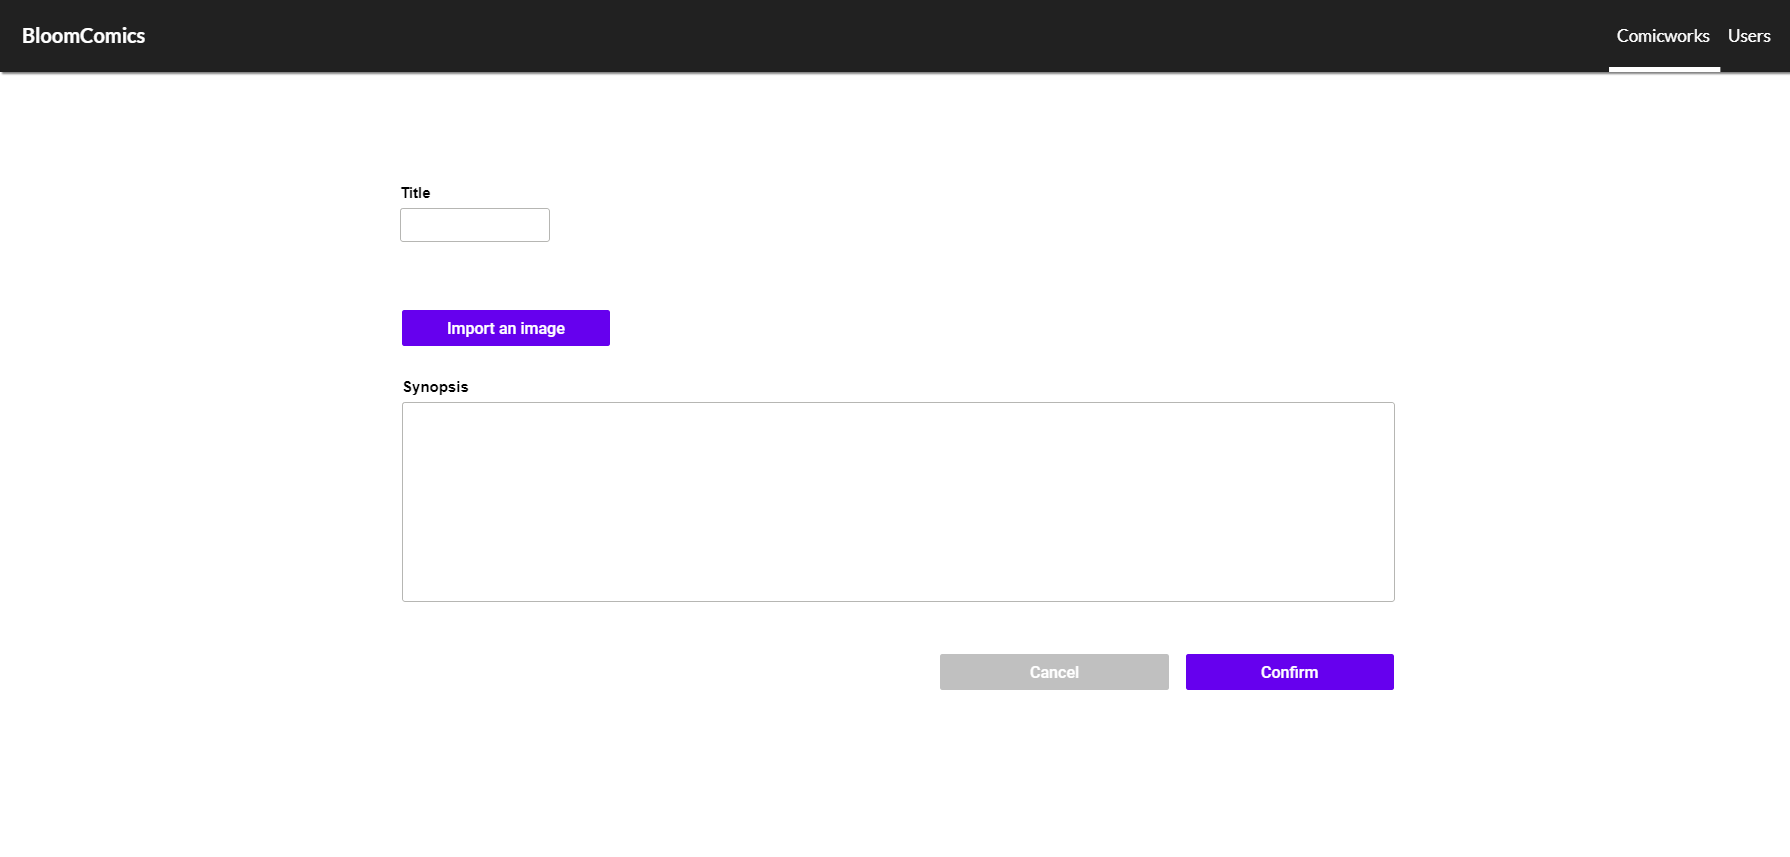 BloomComics
Comicworks Users
Title
Import an image
Synopsis
Cancel Confirm